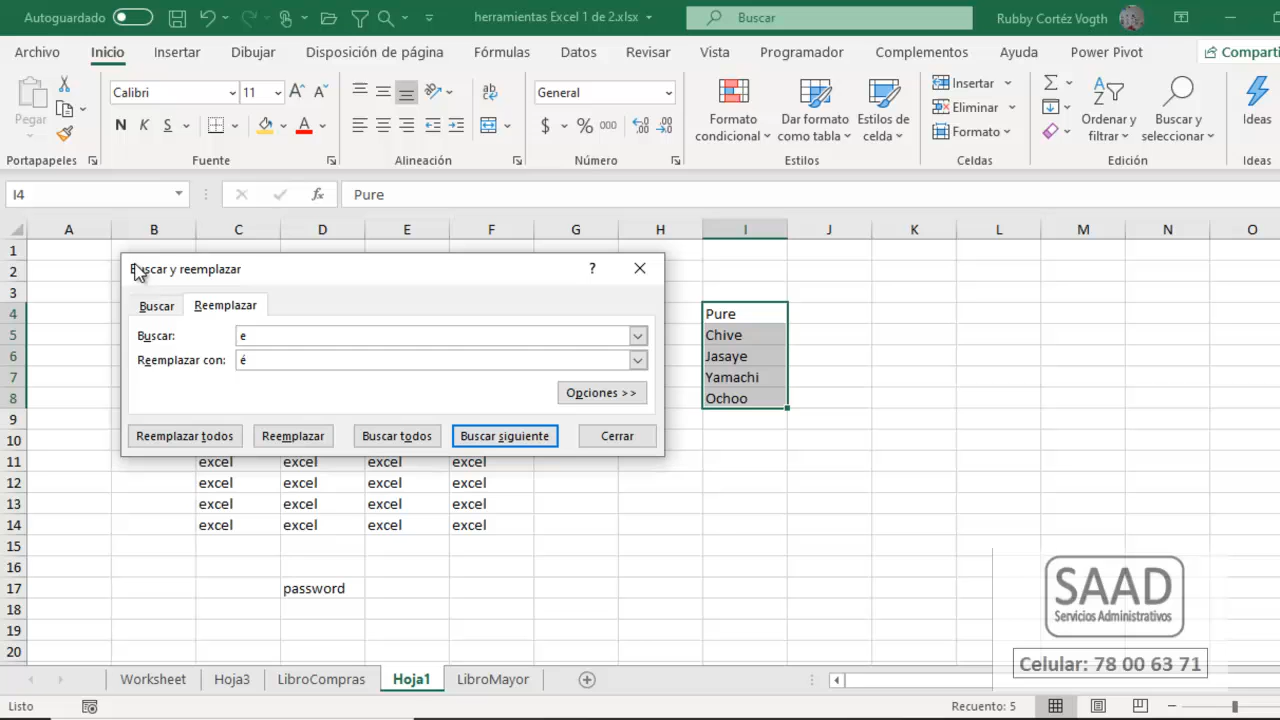 Autoguardado herramientas Excel 1 de 2.xlsx Buscar Rubby Cortéz Vogth
Archivo Inicio Insertar Dibujar Disposición de página Fórmulas Datos Revisar Vista Programador Complementos Ayuda Power Pivot Comparti
Pegar Calibri 11 General Formato condicional Dar formato como tabla Estilos de celda Insertar Eliminar Formato Ordenar y filtrar Buscar y seleccionar Ideas
N K S $ % 000
Portapapeles Fuente Alineación Número Estilos Celdas Edición Ideas
I4 fx Pure
A B C D E F G H I J K L M N O
1
2
3
4 Pure
5 Chive
6 Jasaye
7 Yamachi
8 Ochoo
9
10
11 excel excel excel excel
12 excel excel excel excel
13 excel excel excel excel
14 excel excel excel excel
15
16
17 password
18
19
20
Buscar y reemplazar ?
Buscar Reemplazar
Buscar: e
Reemplazar con: é
Opciones >>
Reemplazar todos Reemplazar Buscar todos Buscar siguiente Cerrar
SAAD
Servicios Administrativos
Celular: 78 00 63 71
Worksheet Hoja3 LibroCompras Hoja1 LibroMayor
Listo Recuento: 5